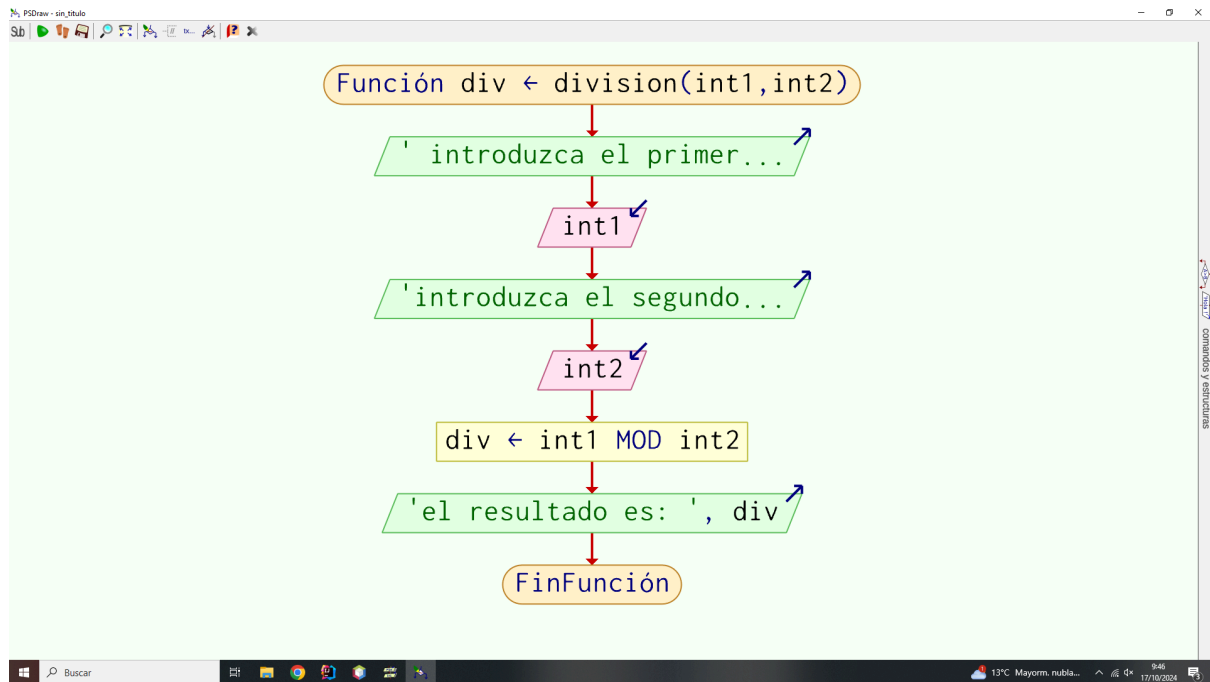 PSDraw - sin_titulo
Sub
Función div ← division(int1,int2)
' introduzca el primer...
int1
'introduzca el segundo...
int2
div ← int1 MOD int2
'el resultado es: ', div
FinFunción
comandos y estructuras
Buscar
13°C Mayorm. nubla...
9:46
17/10/2024